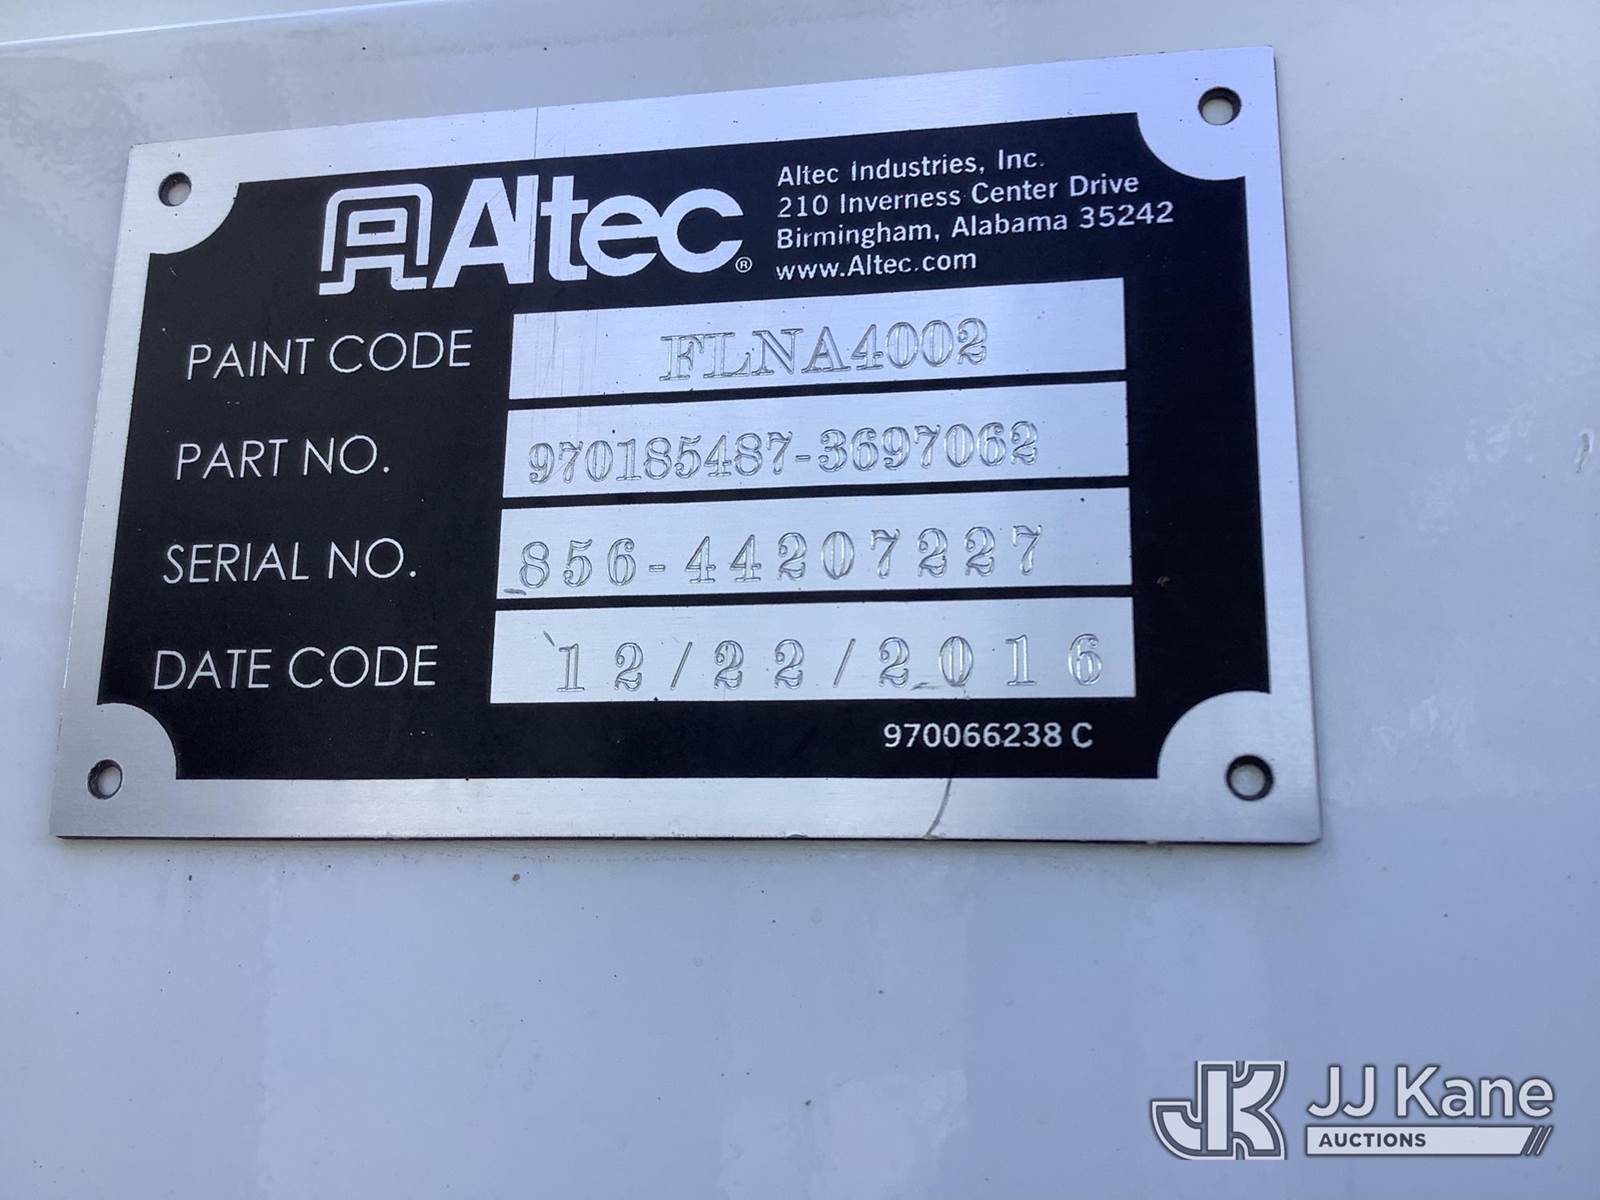 Altec®
Altec Industries, Inc.
210 Inverness Center Drive
Birmingham, Alabama 35242
www.Altec.com
PAINT CODE FLNA4002
PART NO. 970185487-3697062
SERIAL NO. 856-44207227
DATE CODE 12/22/2016
970066238 C
JK JJ Kane
AUCTIONS